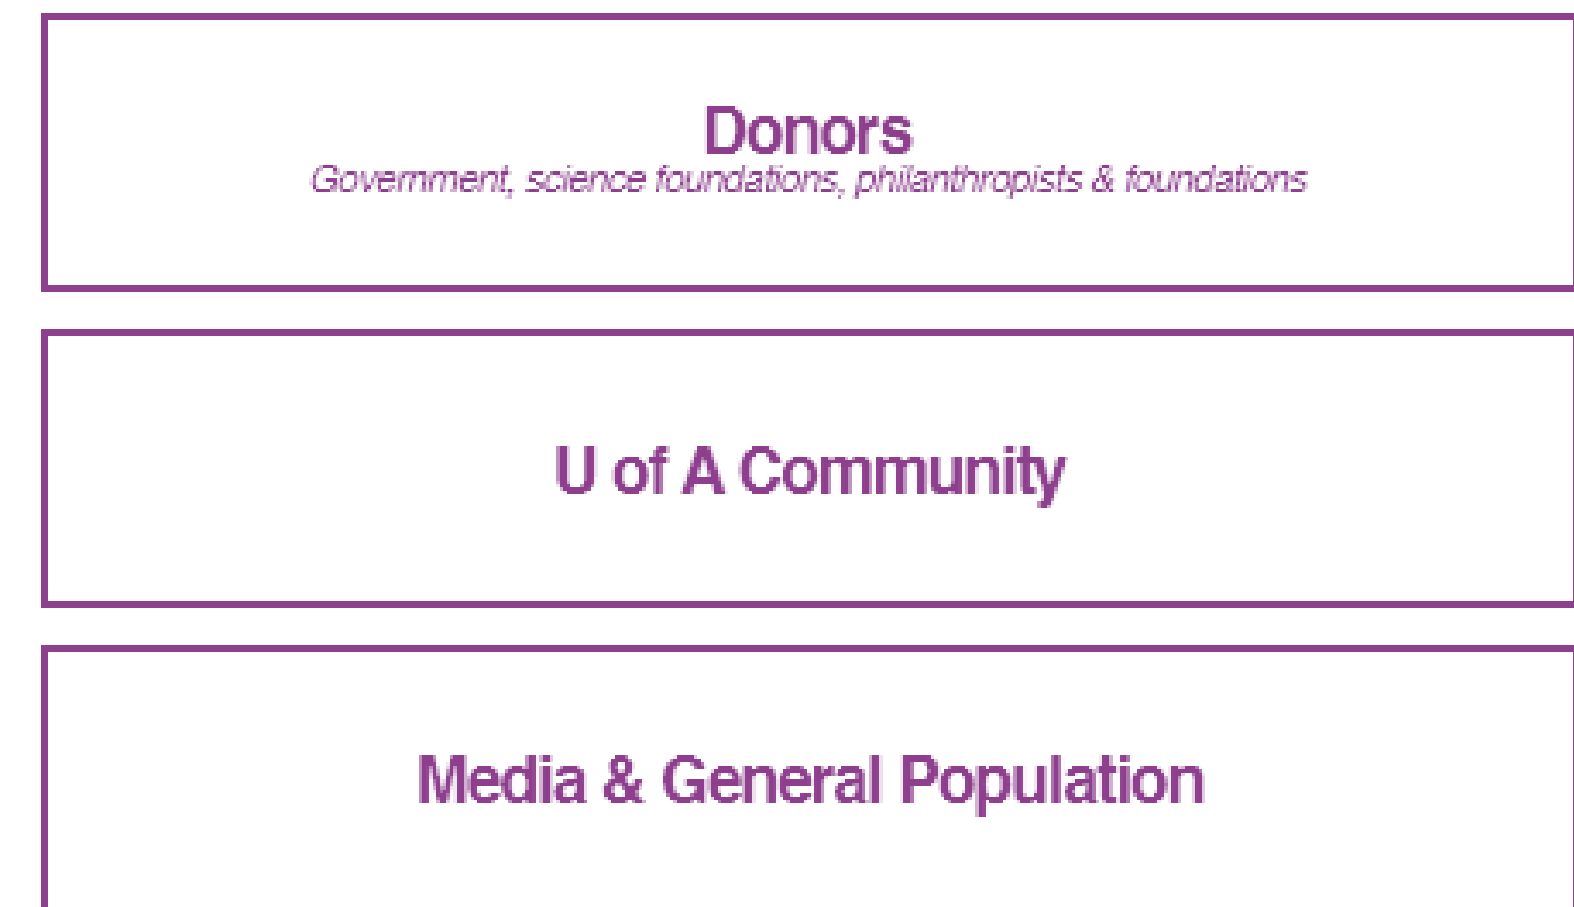 Donors
Government, science foundations, philanthropists & foundations
U of A Community
Media & General Population